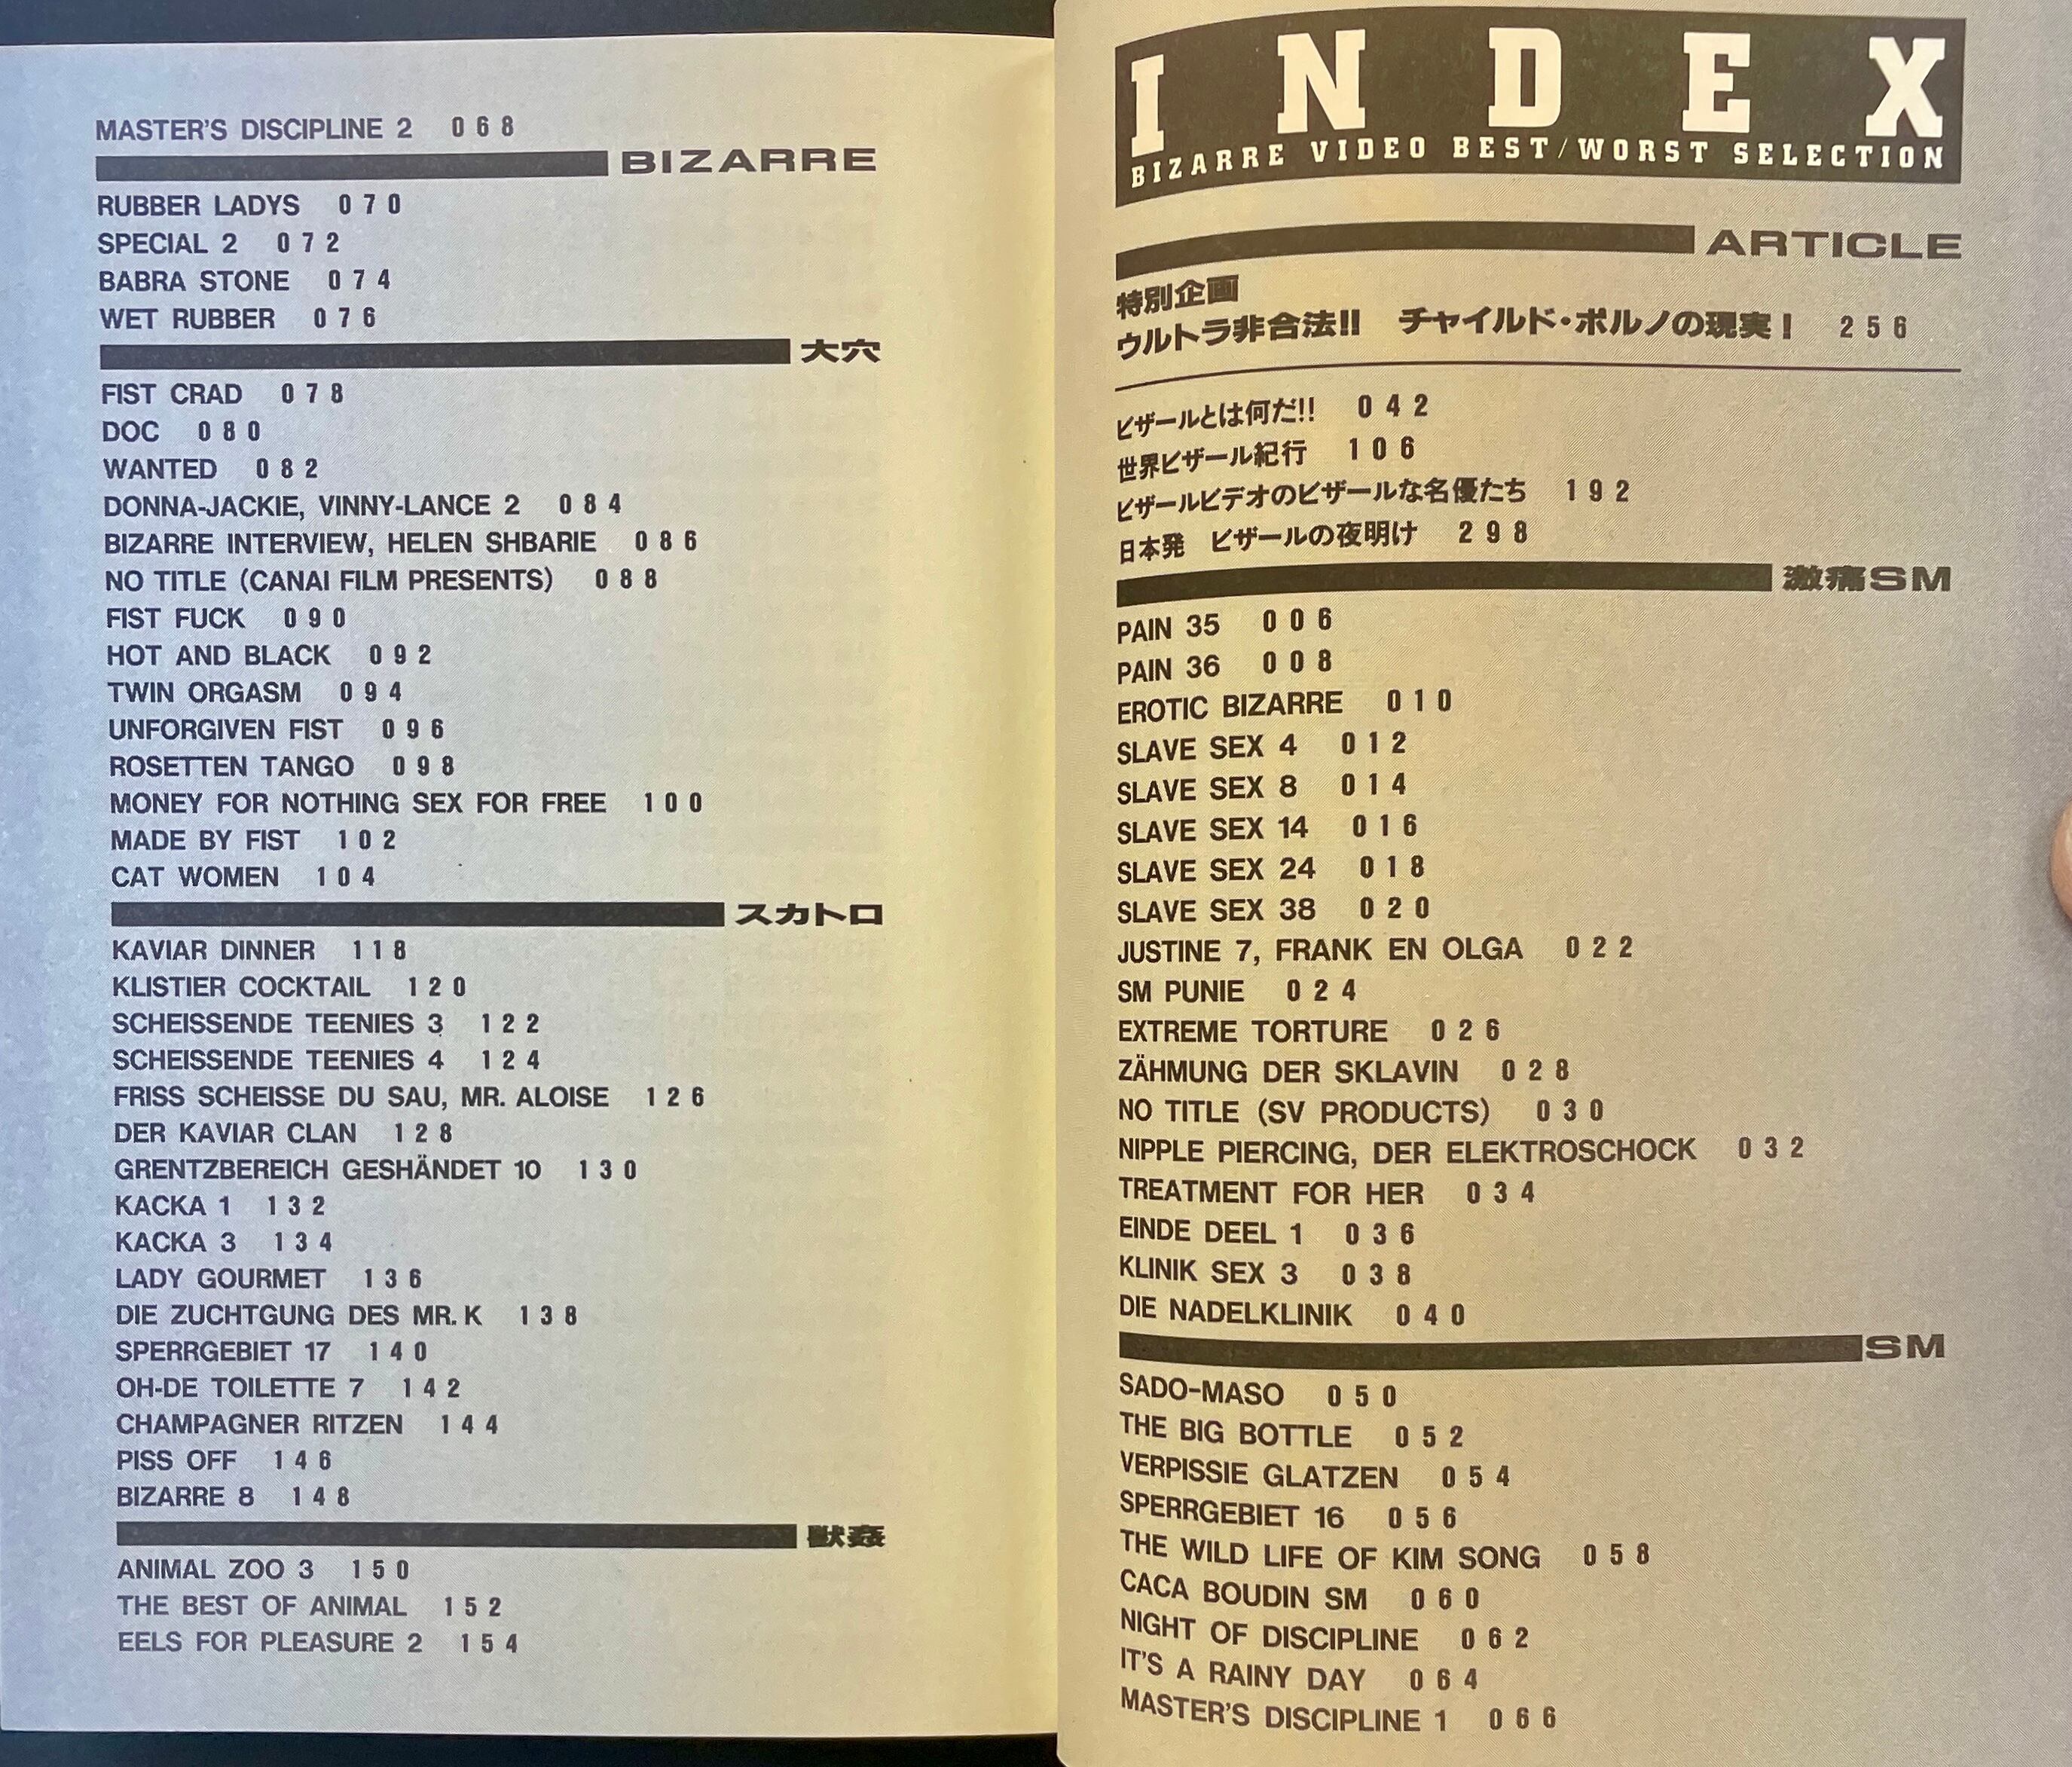 INDEX
BIZARRE VIDEO BEST/WORST SELECTION
ARTICLE
特別企画
ウルトラ非合法!! チャイルド・ポルノの現実! 256
ビザールとは何だ!! 042
世界ビザール紀行 106
ビザールビデオのビザールな名優たち 192
日本発 ビザールの夜明け 298
激痛SM
PAIN 35 006
PAIN 36 008
EROTIC BIZARRE 010
SLAVE SEX 4 012
SLAVE SEX 8 014
SLAVE SEX 14 016
SLAVE SEX 24 018
SLAVE SEX 38 020
JUSTINE 7, FRANK EN OLGA 022
SM PUNIE 024
EXTREME TORTURE 026
ZÄHMUNG DER SKLAVIN 028
NO TITLE (SV PRODUCTS) 030
NIPPLE PIERCING, DER ELEKTROSCHOCK 032
TREATMENT FOR HER 034
EINDE DEEL 1 036
KLINIK SEX 3 038
DIE NADELKLINIK 040
SM
SADO-MASO 050
THE BIG BOTTLE 052
VERPISSIE GLATZEN 054
SPERRGEBIET 16 056
THE WILD LIFE OF KIM SONG 058
CACA BOUDIN SM 060
NIGHT OF DISCIPLINE 062
IT'S A RAINY DAY 064
MASTER'S DISCIPLINE 1 066
MASTER'S DISCIPLINE 2 068
BIZARRE
RUBBER LADYS 070
SPECIAL 2 072
BABRA STONE 074
WET RUBBER 076
大穴
FIST CRAD 078
DOC 080
WANTED 082
DONNA-JACKIE, VINNY-LANCE 2 084
BIZARRE INTERVIEW, HELEN SHBARIE 086
NO TITLE (CANAI FILM PRESENTS) 088
FIST FUCK 090
HOT AND BLACK 092
TWIN ORGASM 094
UNFORGIVEN FIST 096
ROSETTEN TANGO 098
MONEY FOR NOTHING SEX FOR FREE 100
MADE BY FIST 102
CAT WOMEN 104
スカトロ
KAVIAR DINNER 118
KLISTIER COCKTAIL 120
SCHEISSENDE TEENIES 3 122
SCHEISSENDE TEENIES 4 124
FRISS SCHEISSE DU SAU, MR. ALOISE 126
DER KAVIAR CLAN 128
GRENTZBEREICH GESHÄNDET 10 130
KACKA 1 132
KACKA 3 134
LADY GOURMET 136
DIE ZUCHTGUNG DES MR. K 138
SPERRGEBIET 17 140
OH-DE TOILETTE 7 142
CHAMPAGNER RITZEN 144
PISS OFF 146
BIZARRE 8 148
獣姦
ANIMAL ZOO 3 150
THE BEST OF ANIMAL 152
EELS FOR PLEASURE 2 154